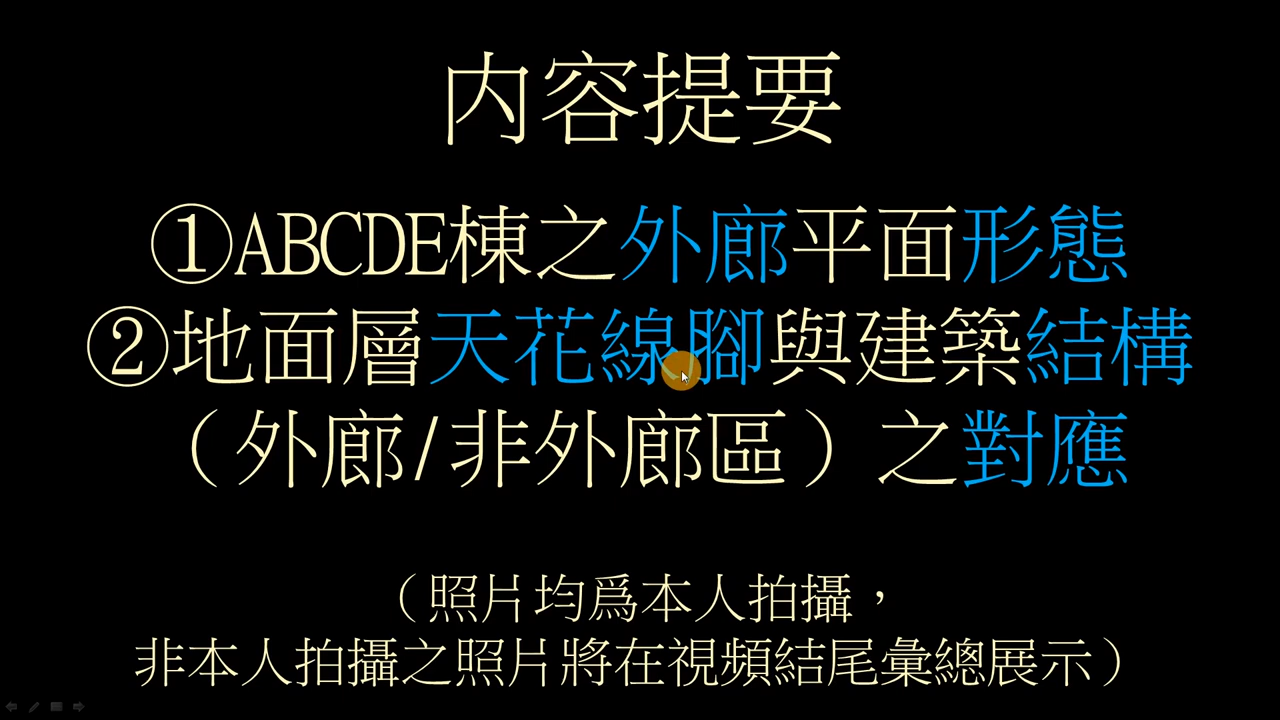 内容提要
①ABCDE棟之外廊平面形態
②地面層天花線腳與建築結構
（外廊/非外廊區）之對應
（照片均爲本人拍攝，
非本人拍攝之照片將在視頻結尾彙總展示）